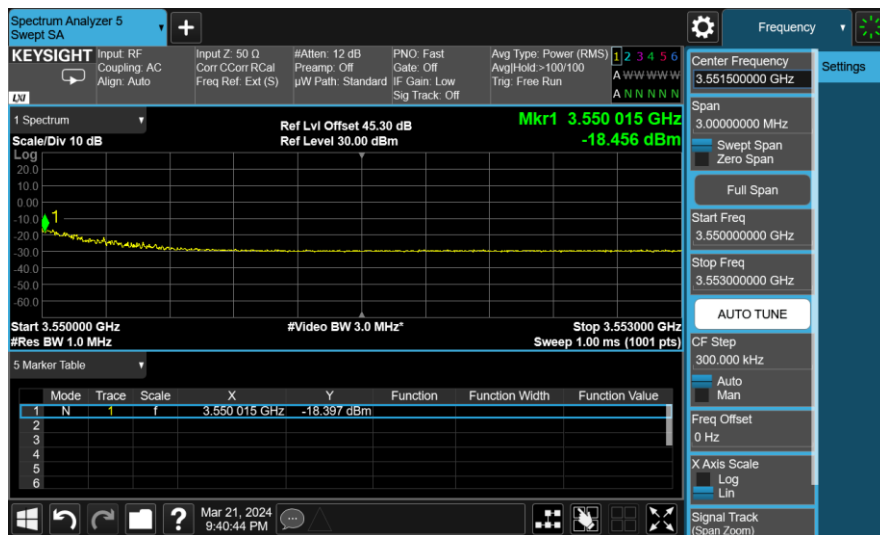 Spectrum Analyzer 5
Swept SA
+
Frequency
KEYSIGHT
LXI
Input: RF
Coupling: AC
Align: Auto
Input Z: 50 Ω
Corr CCorr RCal
Freq Ref: Ext (S)
#Atten: 12 dB
Preamp: Off
µW Path: Standard
PNO: Fast
Gate: Off
IF Gain: Low
Sig Track: Off
Avg Type: Power (RMS)
Avg|Hold:>100/100
Trig: Free Run
1 2 3 4 5 6
A W W W W W
A N N N N N
1 Spectrum
Scale/Div 10 dB
Ref Lvl Offset 45.30 dB
Ref Level 30.00 dBm
Mkr1 3.550 015 GHz
-18.456 dBm
Log
20.0
10.0
0.00
-10.0
-20.0
-30.0
-40.0
-50.0
-60.0
1
Start 3.550000 GHz
#Res BW 1.0 MHz
#Video BW 3.0 MHz*
Stop 3.553000 GHz
Sweep 1.00 ms (1001 pts)
5 Marker Table
Mode Trace Scale X Y Function Function Width Function Value
1 N 1 f 3.550 015 GHz -18.397 dBm
2
3
4
5
6
?
Mar 21, 2024
9:40:44 PM
Center Frequency
3.551500000 GHz
Span
3.00000000 MHz
Swept Span
Zero Span
Full Span
Start Freq
3.550000000 GHz
Stop Freq
3.553000000 GHz
AUTO TUNE
CF Step
300.000 kHz
Auto
Man
Freq Offset
0 Hz
X Axis Scale
Log
Lin
Signal Track
(Span Zoom)
Settings